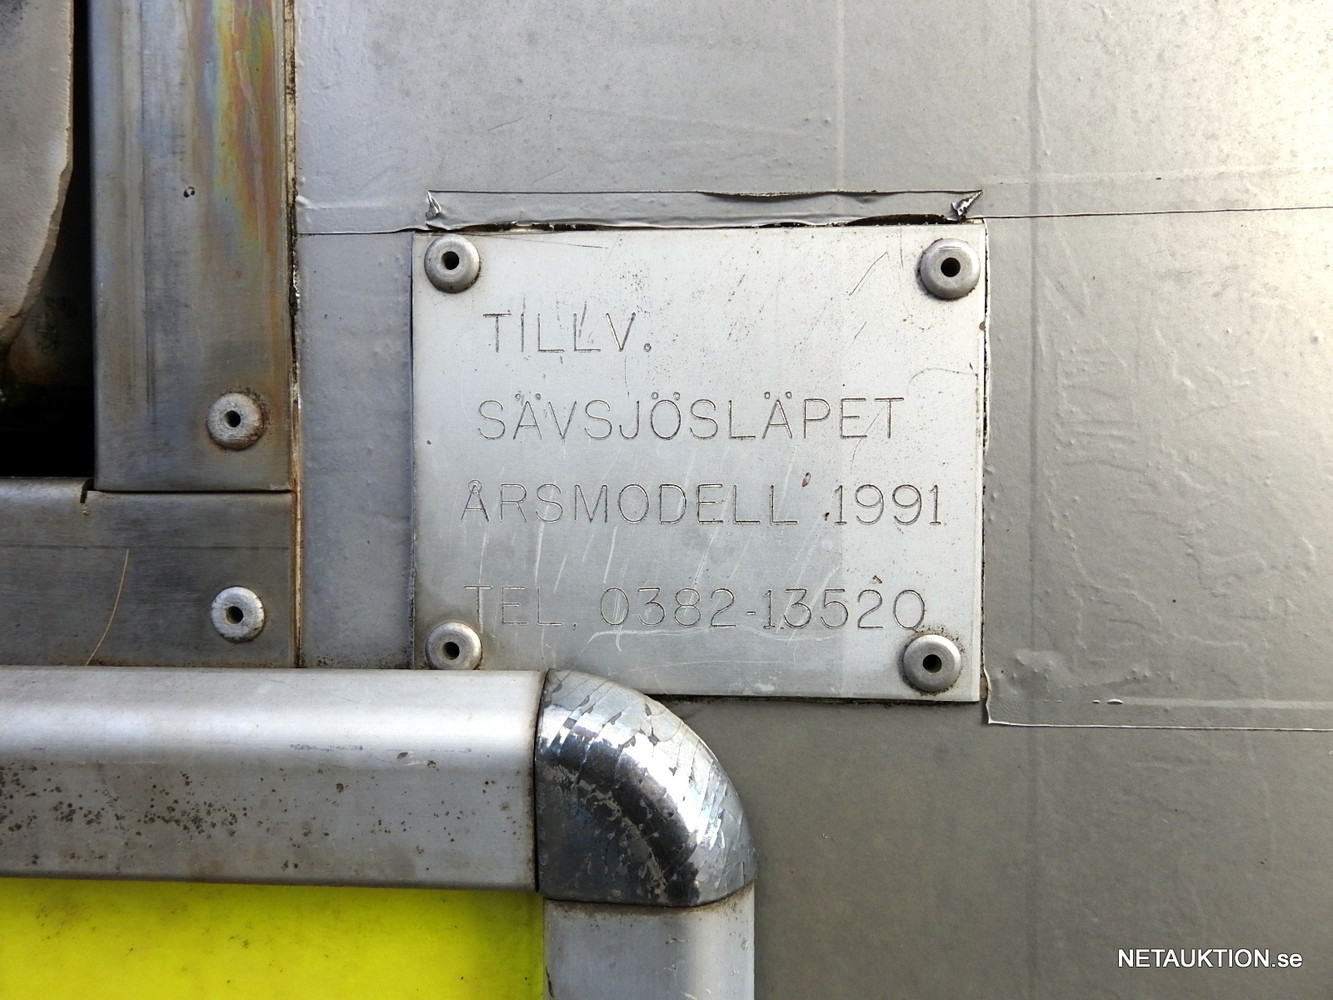 TILLV.
SÄVSJÖSLÄPET
ÅRSMODELL 1991
TEL. 0382-13520
NETAUKTION.se